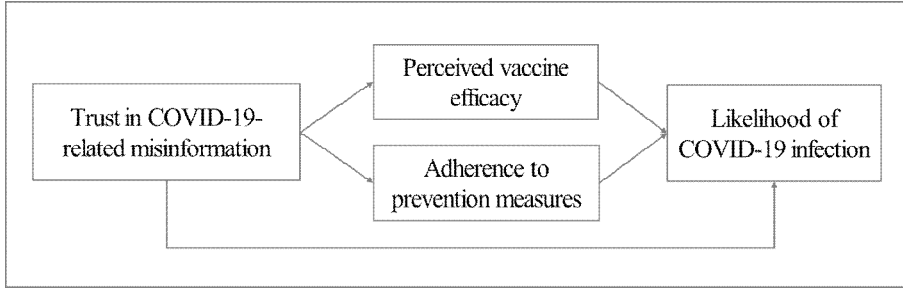 Trust in COVID-19-
related misinformation
Perceived vaccine
efficacy
Adherence to
prevention measures
Likelihood of
COVID-19 infection